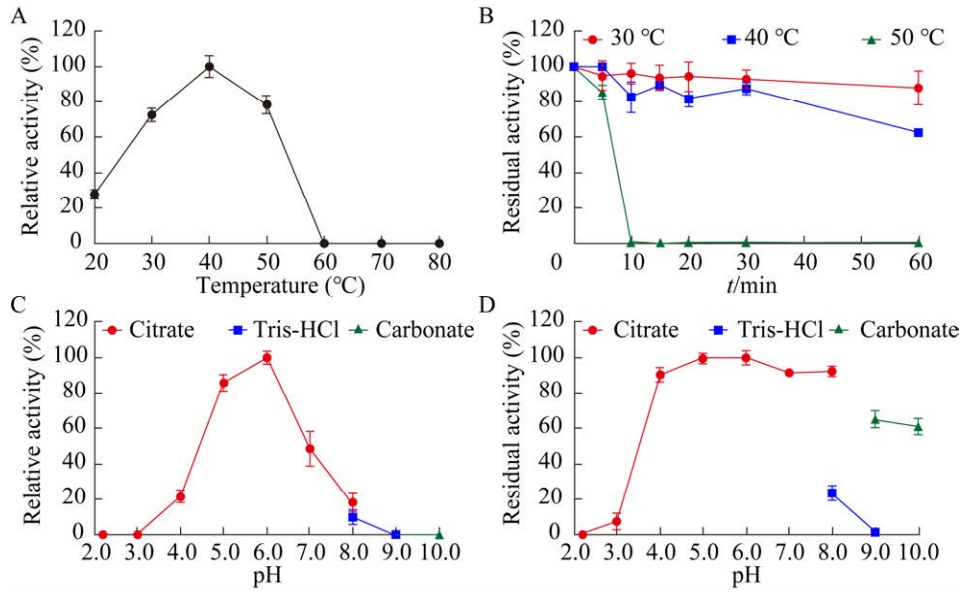 A
Relative activity (%)
120
100
80
60
40
20
0
20 30 40 50 60 70 80
Temperature (℃)
B
30 ℃ 40 ℃ 50 ℃
Residual activity (%)
120
100
80
60
40
20
0
0 10 20 30 40 50 60
t/min
C
Citrate Tris-HCl Carbonate
Relative activity (%)
120
100
80
60
40
20
0
2.0 3.0 4.0 5.0 6.0 7.0 8.0 9.0 10.0
pH
D
Citrate Tris-HCl Carbonate
Residual activity (%)
120
100
80
60
40
20
0
2.0 3.0 4.0 5.0 6.0 7.0 8.0 9.0 10.0
pH